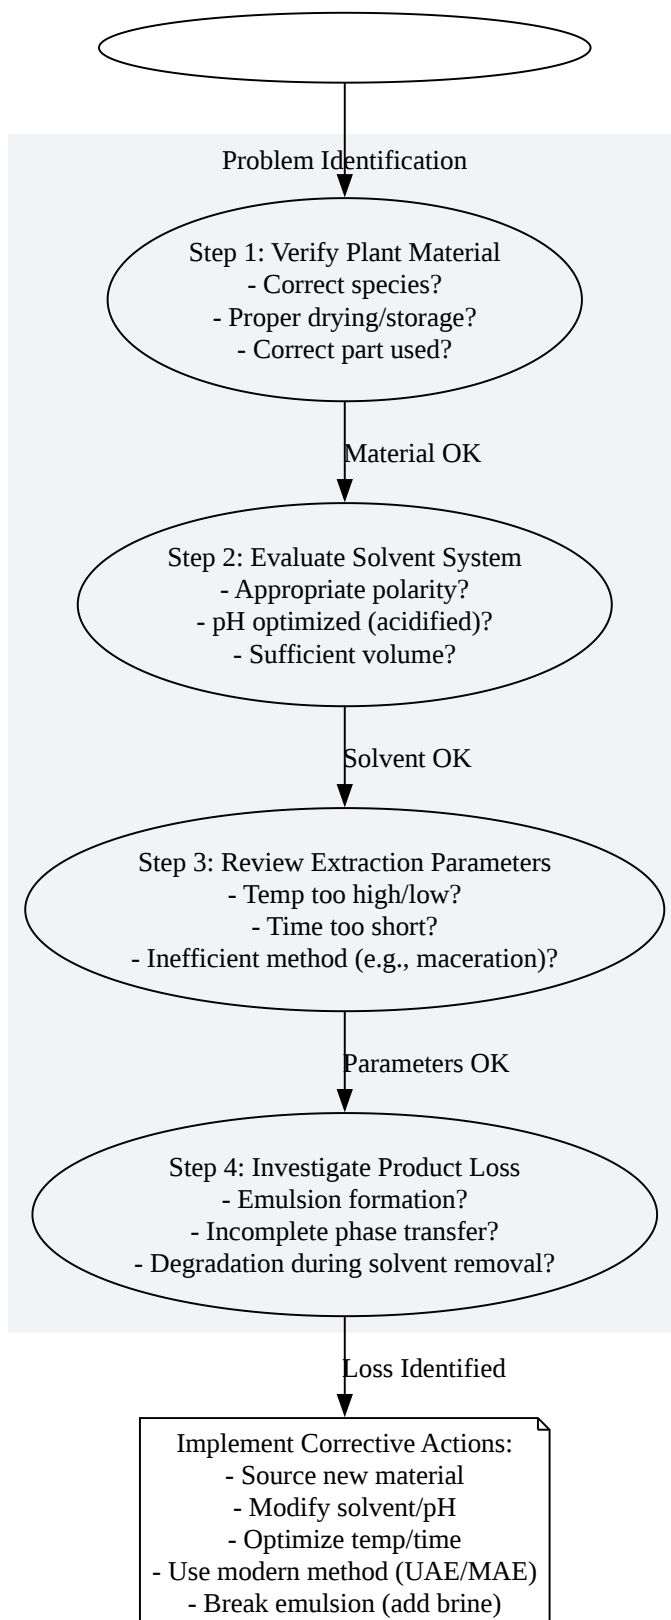 Problem Identification
Step 1: Verify Plant Material
- Correct species?
- Proper drying/storage?
- Correct part used?
Material OK
Step 2: Evaluate Solvent System
- Appropriate polarity?
- pH optimized (acidified)?
- Sufficient volume?
Solvent OK
Step 3: Review Extraction Parameters
- Temp too high/low?
- Time too short?
- Inefficient method (e.g., maceration)?
Parameters OK
Step 4: Investigate Product Loss
- Emulsion formation?
- Incomplete phase transfer?
- Degradation during solvent removal?
Loss Identified
Implement Corrective Actions:
- Source new material
- Modify solvent/pH
- Optimize temp/time
- Use modern method (UAE/MAE)
- Break emulsion (add brine)